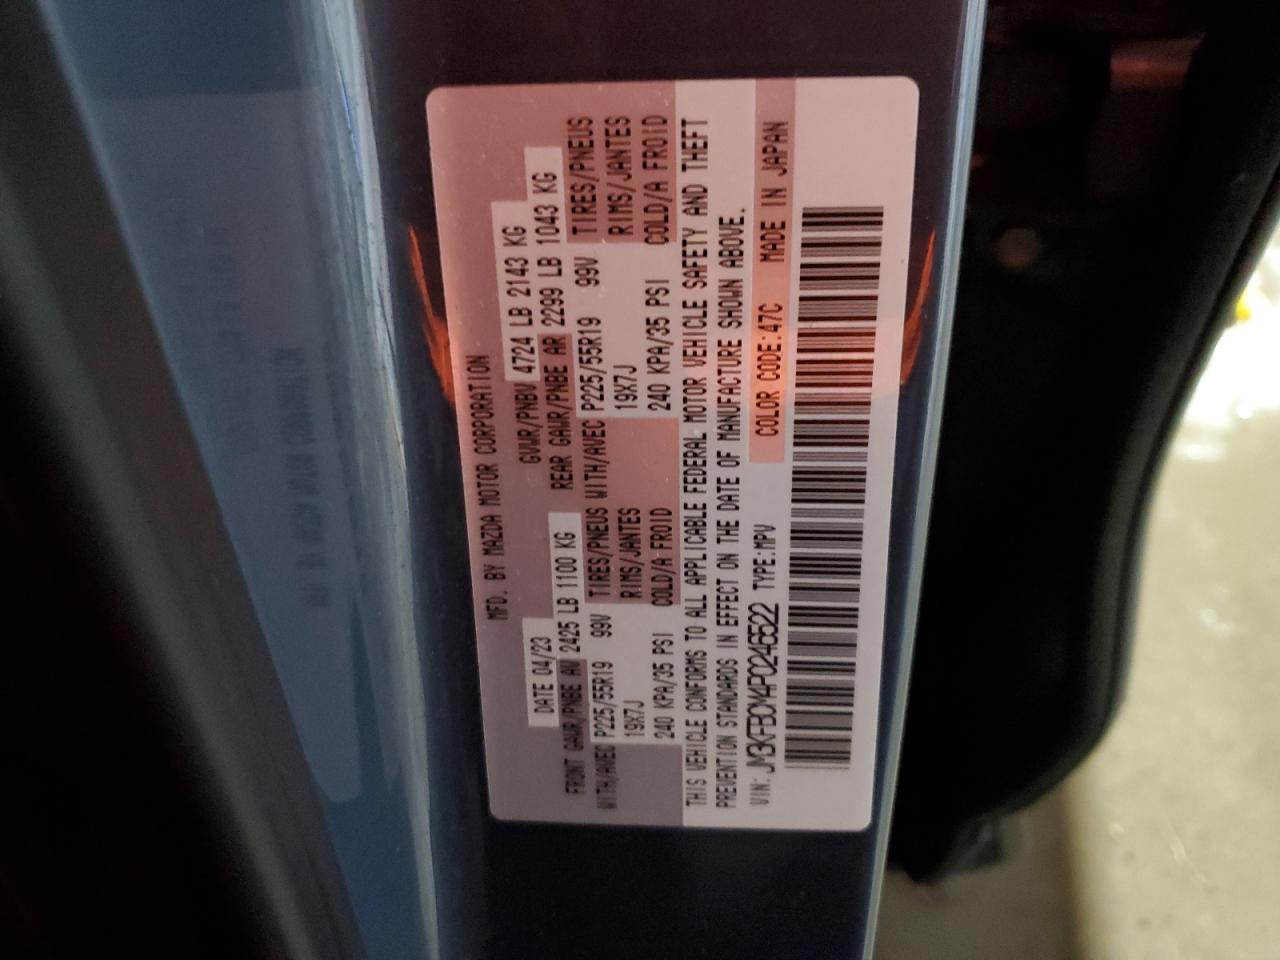 MFD. BY MAZDA MOTOR CORPORATION
DATE 04/23 GVWR/PNBV 4724 LB 2143 KG
FRONT GAWR/PNBE AV 2425 LB 1100 KG REAR GAWR/PNBE AR 2299 LB 1043 KG
WITH/AVEC P225/55R19 99V TIRES/PNEUS WITH/AVEC P225/55R19 99V TIRES/PNEUS
19X7J RIMS/JANTES 19X7J RIMS/JANTES
240 KPA/35 PSI COLD/A FROID 240 KPA/35 PSI COLD/A FROID
THIS VEHICLE CONFORMS TO ALL APPLICABLE FEDERAL MOTOR VEHICLE SAFETY AND THEFT
PREVENTION STANDARDS IN EFFECT ON THE DATE OF MANUFACTURE SHOWN ABOVE.
VIN: JM3KFBCM4P0246522 TYPE:MPV COLOR CODE:47C MADE IN JAPAN